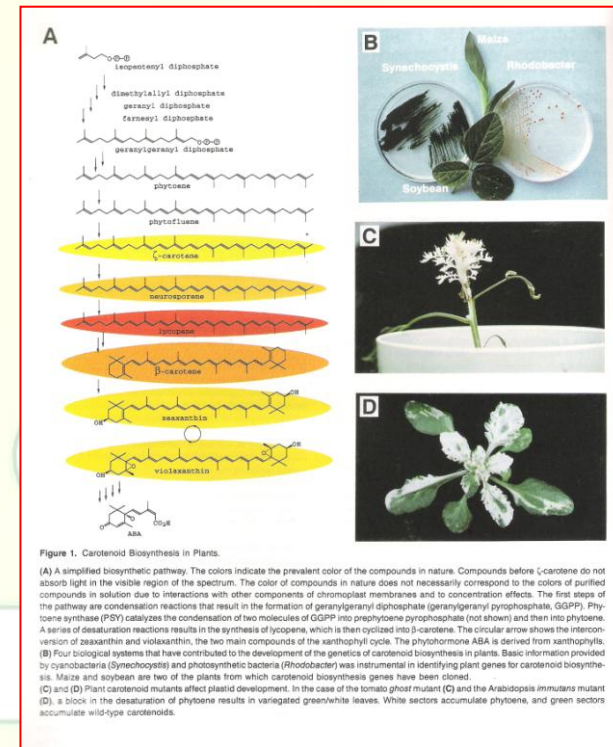 A
isopentenyl diphosphate
dimethylallyl diphosphate
geranyl diphosphate
farnesyl diphosphate
geranylgeranyl diphosphate
phytoene
phytofluene
ζ-carotene
neurosporene
lycopene
β-carotene
OH
zeaxanthin
HO
OH
violaxanthin
HO
CO₂H
ABA
B
Maize
Synechocystis
Rhodobacter
Soybean
C
D
Figure 1. Carotenoid Biosynthesis in Plants.
(A) A simplified biosynthetic pathway. The colors indicate the prevalent color of the compounds in nature. Compounds before ζ-carotene do not
absorb light in the visible region of the spectrum. The color of compounds in nature does not necessarily correspond to the colors of purified
compounds in solution due to interactions with other components of chromoplast membranes and to concentration effects. The first steps of
the pathway are condensation reactions that result in the formation of geranylgeranyl diphosphate (geranylgeranyl pyrophosphate, GGPP). Phy-
toene synthase (PSY) catalyzes the condensation of two molecules of GGPP into prephytoene pyrophosphate (not shown) and then into phytoene.
A series of desaturation reactions results in the synthesis of lycopene, which is then cyclized into β-carotene. The circular arrow shows the intercon-
version of zeaxanthin and violaxanthin, the two main compounds of the xanthophyll cycle. The phytohormone ABA is derived from xanthophylls.
(B) Four biological systems that have contributed to the development of the genetics of carotenoid biosynthesis in plants. Basic information provided
by cyanobacteria (Synechocystis) and photosynthetic bacteria (Rhodobacter) was instrumental in identifying plant genes for carotenoid biosynthe-
sis. Maize and soybean are two of the plants from which carotenoid biosynthesis genes have been cloned.
(C) and (D) Plant carotenoid mutants affect plastid development. In the case of the tomato ghost mutant (C) and the Arabidopsis immutans mutant
(D), a block in the desaturation of phytoene results in variegated green/white leaves. White sectors accumulate phytoene, and green sectors
accumulate wild-type carotenoids.